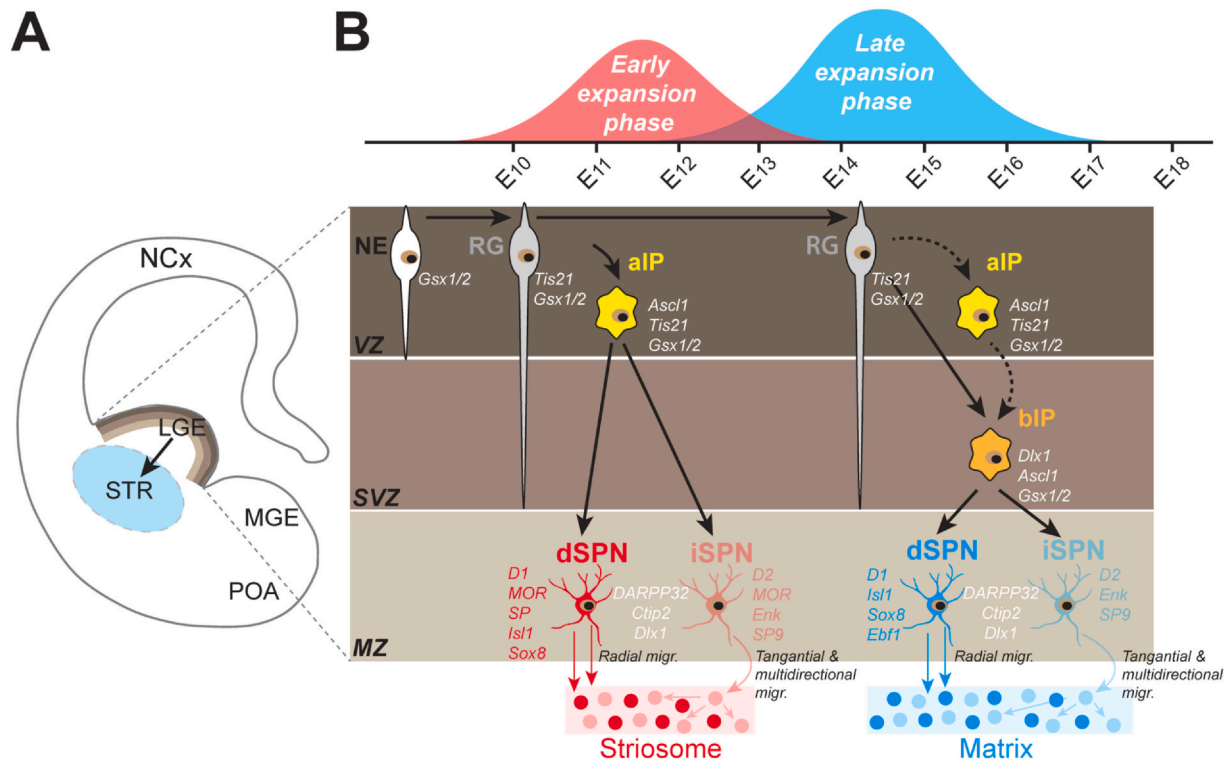 A
B
Early
expansion
phase
Late
expansion
phase
E10
E11
E12
E13
E14
E15
E16
E17
E18
NCx
LGE
STR
MGE
POA
NE
Gsx1/2
RG
Tis21
Gsx1/2
aIP
Ascl1
Tis21
Gsx1/2
RG
Tis21
Gsx1/2
aIP
Ascl1
Tis21
Gsx1/2
VZ
bIP
Dlx1
Ascl1
Gsx1/2
SVZ
dSPN
D1
MOR
SP
Isl1
Sox8
DARPP32
Ctip2
Dlx1
iSPN
D2
MOR
Enk
SP9
dSPN
D1
Isl1
Sox8
Ebf1
DARPP32
Ctip2
Dlx1
iSPN
D2
Enk
SP9
MZ
Radial migr.
Tangential &
multidirectional
migr.
Radial migr.
Tangential &
multidirectional
migr.
Striosome
Matrix